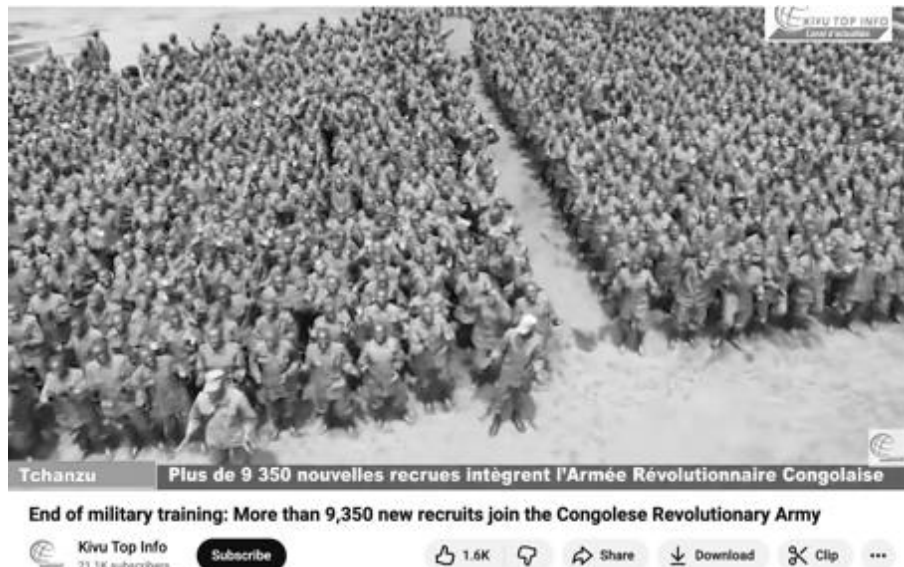 KIVU TOP INFO
Canal d'actualités
Tchanzu
Plus de 9 350 nouvelles recrues intègrent l'Armée Révolutionnaire Congolaise
End of military training: More than 9,350 new recruits join the Congolese Revolutionary Army
Kivu Top Info
subscribers
Subscribe
1.6K
Share
Download
Clip